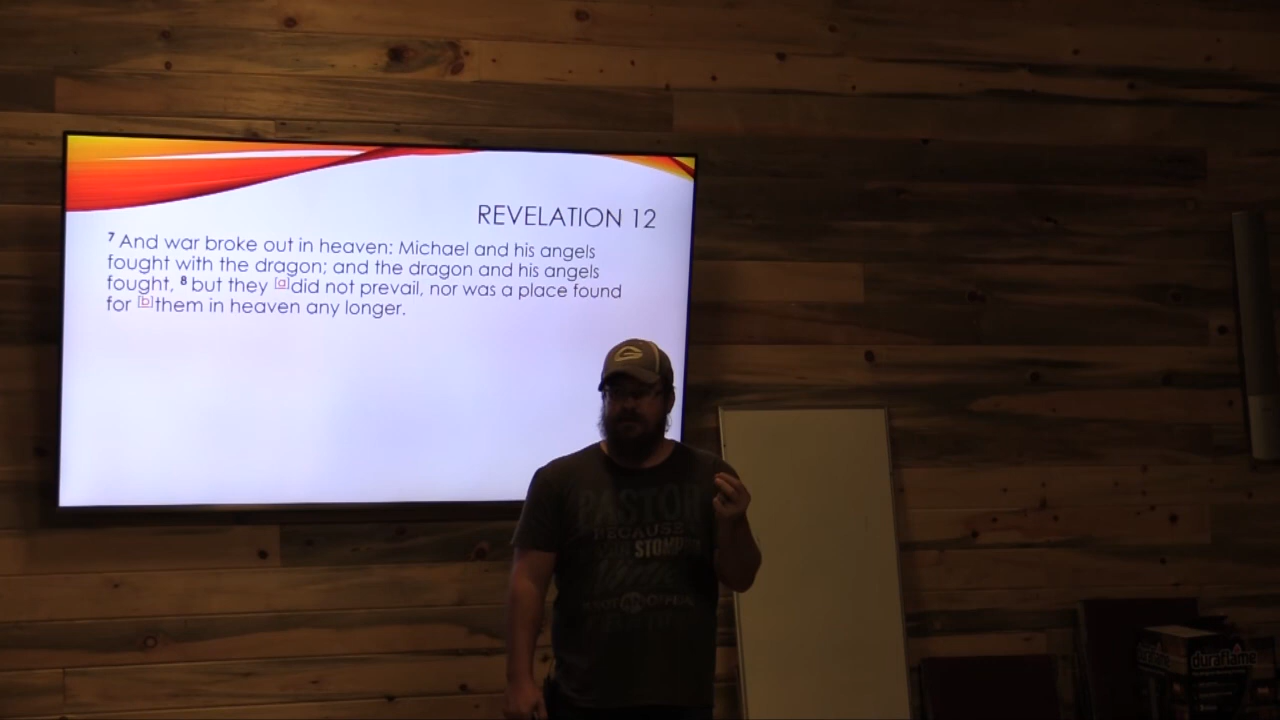 REVELATION 12
7 And war broke out in heaven: Michael and his angels
fought with the dragon; and the dragon and his angels
fought, 8 but they [a]did not prevail, nor was a place found
for [b]them in heaven any longer.
G
PASTOR
BECAUSE
STOMPIN
duraflame